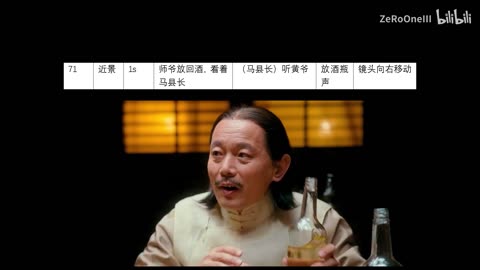 ZeRoOneIII bilibili
71 近景 1s 师爷放回酒, 看着 (马县长) 听黄爷 放酒瓶 镜头向右移动
马县长 声